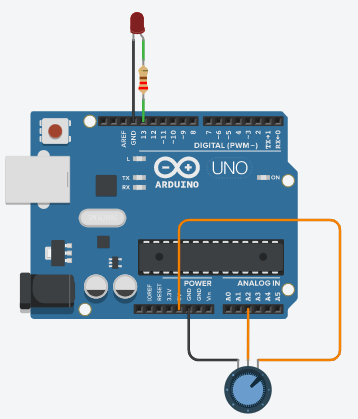 AREF
GND
13
12
~11
~10
~9
8
7
~6
~5
4
~3
2
TX→1
RX←0
DIGITAL (PWM~)
L
TX
RX
ARDUINO
UNO
ON
POWER
ANALOG IN
IOREF
RESET
3.3V
GND
GND
Vin
A0
A1
A2
A3
A4
A5